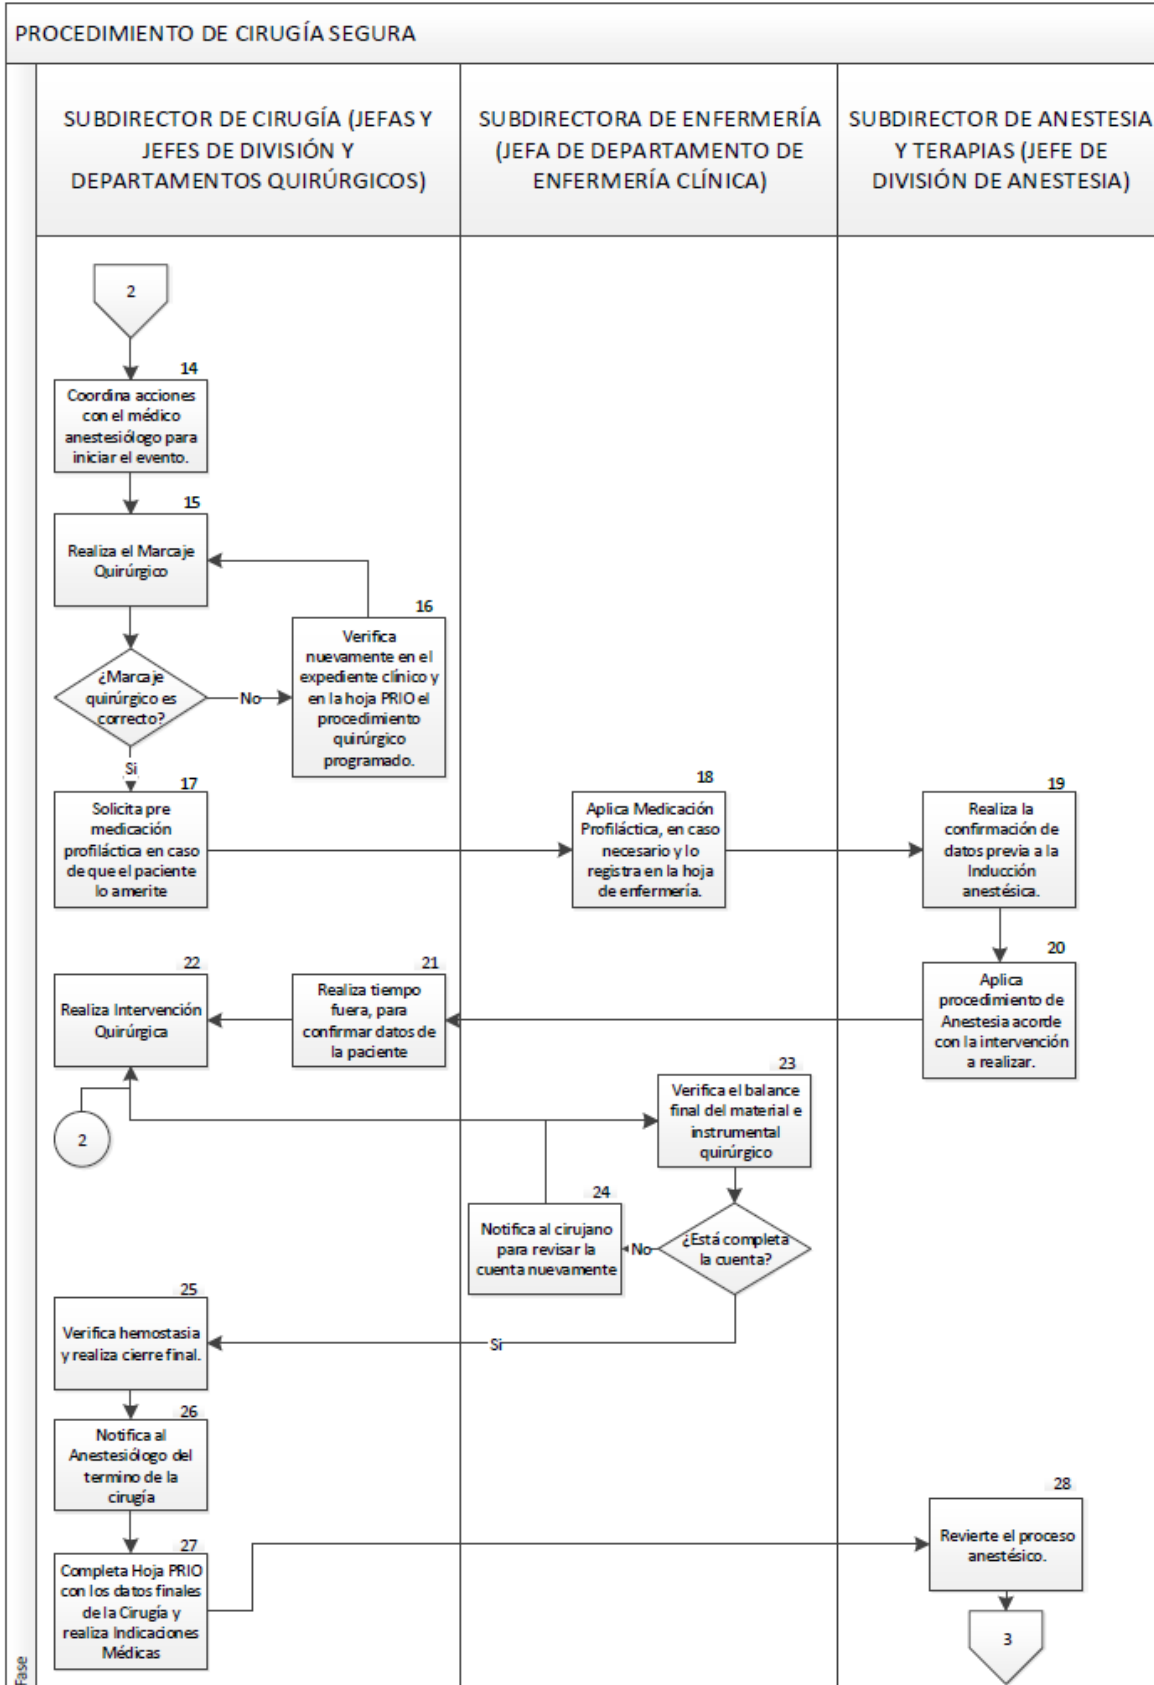 PROCEDIMIENTO DE CIRUGÍA SEGURA
SUBDIRECTOR DE CIRUGÍA (JEFAS Y
JEFES DE DIVISIÓN Y
DEPARTAMENTOS QUIRÚRGICOS)
SUBDIRECTORA DE ENFERMERÍA
(JEFA DE DEPARTAMENTO DE
ENFERMERÍA CLÍNICA)
SUBDIRECTOR DE ANESTESIA
Y TERAPIAS (JEFE DE
DIVISIÓN DE ANESTESIA)
2
14
Coordina acciones
con el médico
anestesiólogo para
iniciar el evento.
15
Realiza el Marcaje
Quirúrgico
16
Verifica
nuevamente en el
expediente clínico y
en la hoja PRIO el
procedimiento
quirúrgico
programado.
¿Marcaje
quirúrgico es
correcto?
No
Si
17
Solicita pre
medicación
profiláctica en caso
de que el paciente
lo amerite
18
Aplica Medicación
Profiláctica, en caso
necesario y lo
registra en la hoja
de enfermería.
19
Realiza la
confirmación de
datos previa a la
Inducción
anestésica.
20
Aplica
procedimiento de
Anestesia acorde
con la intervención
a realizar.
21
Realiza tiempo
fuera, para
confirmar datos de
la paciente
22
Realiza Intervención
Quirúrgica
2
23
Verifica el balance
final del material e
instrumental
quirúrgico
24
Notifica al cirujano
para revisar la
cuenta nuevamente
No
¿Está completa
la cuenta?
Si
25
Verifica hemostasia
y realiza cierre final.
26
Notifica al
Anestesiólogo del
termino de la
cirugía
27
Completa Hoja PRIO
con los datos finales
de la Cirugía y
realiza Indicaciones
Médicas
28
Revierte el proceso
anestésico.
3
Fase